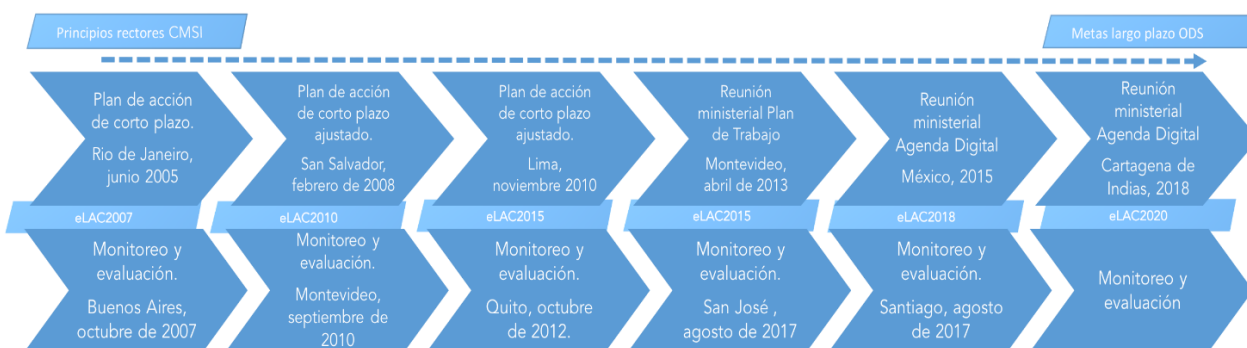 Principios rectores CMSI
Metas largo plazo ODS
Plan de acción
de corto plazo.
Rio de Janeiro,
junio 2005
Plan de acción
de corto plazo
ajustado.
San Salvador,
febrero de 2008
Plan de acción
de corto plazo
ajustado.
Lima,
noviembre 2010
Reunión
ministerial Plan
de Trabajo
Montevideo,
abril de 2013
Reunión
ministerial
Agenda Digital
México, 2015
Reunión
ministerial
Agenda Digital
Cartagena de
Indias, 2018
eLAC2007
eLAC2010
eLAC2015
eLAC2015
eLAC2018
eLAC2020
Monitoreo y
evaluación.
Buenos Aires,
octubre de 2007
Monitoreo y
evaluación.
Montevideo,
septiembre de
2010
Monitoreo y
evaluación.
Quito, octubre
de 2012.
Monitoreo y
evaluación.
San José ,
agosto de 2017
Monitoreo y
evaluación.
Santiago, agosto
de 2017
Monitoreo y
evaluación